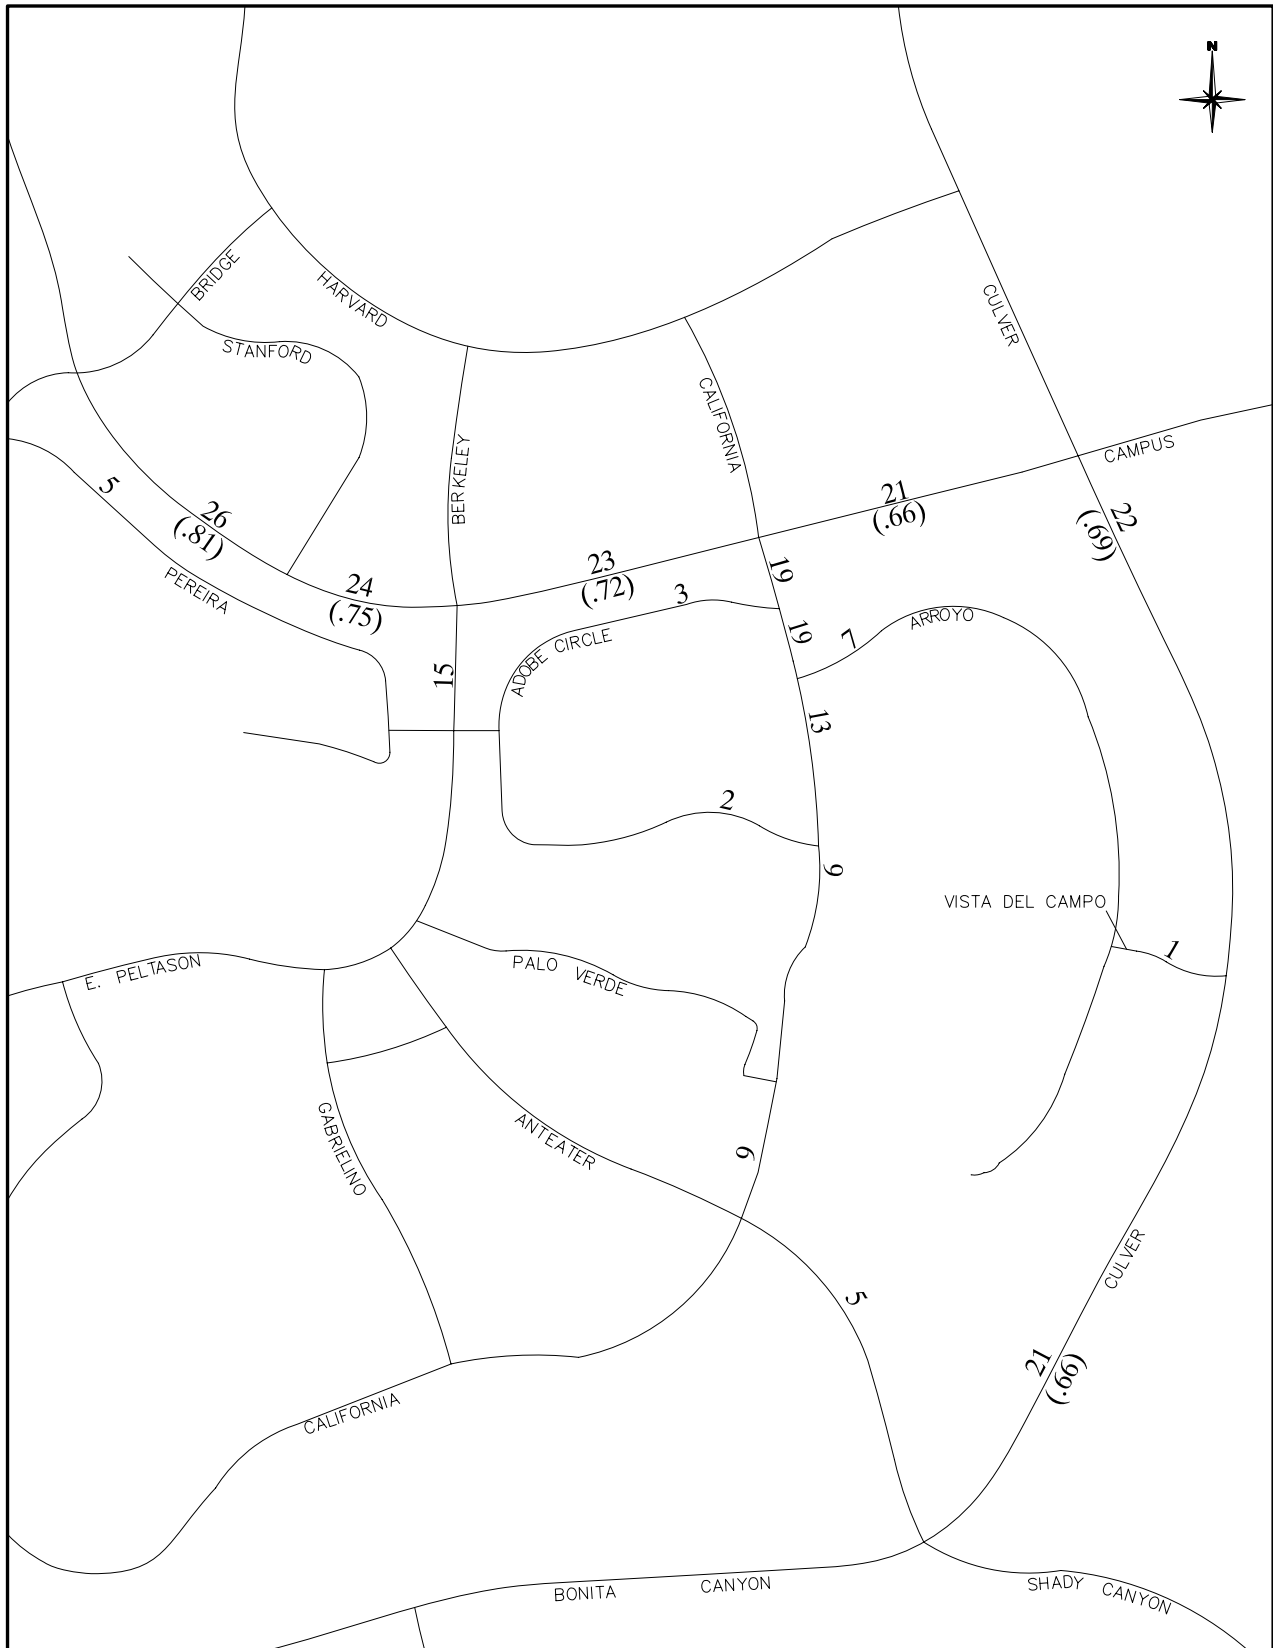 N
BRIDGE
HARVARD
CULVER
STANFORD
CALIFORNIA
BERKELEY
CAMPUS
5
26
(.81)
21
(.66)
22
(.69)
PEREIRA
24
(.75)
23
(.72)
3
19
ARROYO
7
19
ADOBE CIRCLE
15
13
2
9
VISTA DEL CAMPO
1
E. PELTASON
PALO VERDE
GABRIELINO
ANTEATER
6
CULVER
5
21
(.66)
CALIFORNIA
BONITA CANYON
SHADY CANYON